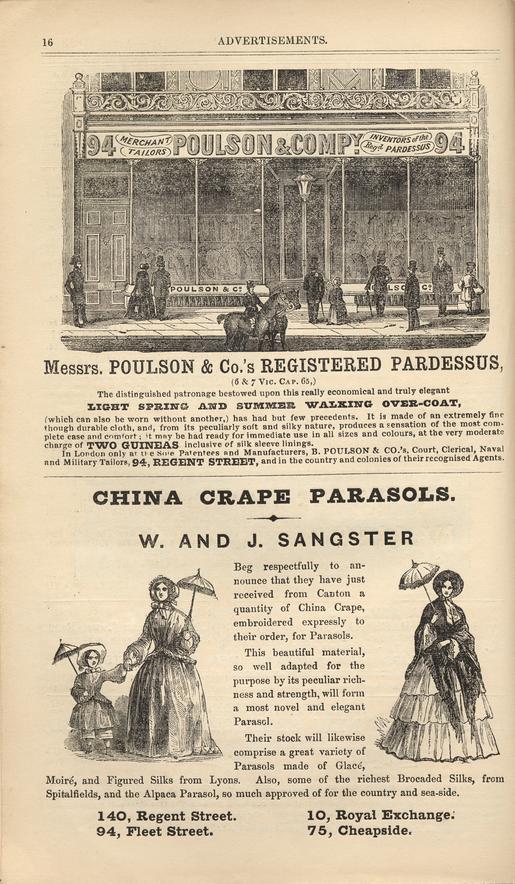 16
ADVERTISEMENTS.
94 MERCHANT TAILORS POULSON & COMPY INVENTORS of the Regd PARDESSUS 94
POULSON & Co
Messrs. POULSON & Co.'s REGISTERED PARDESSUS,
(6 & 7 Vic. Cap. 65,)
The distinguished patronage bestowed upon this really economical and truly elegant
LIGHT SPRING AND SUMMER WALKING OVER-COAT,
(which can also be worn without another,) has had but few precedents. It is made of an extremely fine
though durable cloth, and, from its peculiarly soft and silky nature, produces a sensation of the most com-
plete ease and comfort; it may be had ready for immediate use in all sizes and colours, at the very moderate
charge of TWO GUINEAS inclusive of silk sleeve linings.
In London only at the Sole Patentees and Manufacturers, B. POULSON & CO.'s, Court, Clerical, Naval
and Military Tailors, 94, REGENT STREET, and in the country and colonies of their recognised Agents.
CHINA CRAPE PARASOLS.
W. AND J. SANGSTER
Beg respectfully to an-
nounce that they have just
received from Canton a
quantity of China Crape,
embroidered expressly to
their order, for Parasols.
This beautiful material,
so well adapted for the
purpose by its peculiar rich-
ness and strength, will form
a most novel and elegant
Parasol.
Their stock will likewise
comprise a great variety of
Parasols made of Glacé,
Moiré, and Figured Silks from Lyons. Also, some of the richest Brocaded Silks, from
Spitalfields, and the Alpaca Parasol, so much approved of for the country and sea-side.
140, Regent Street.
94, Fleet Street.
10, Royal Exchange.
75, Cheapside.